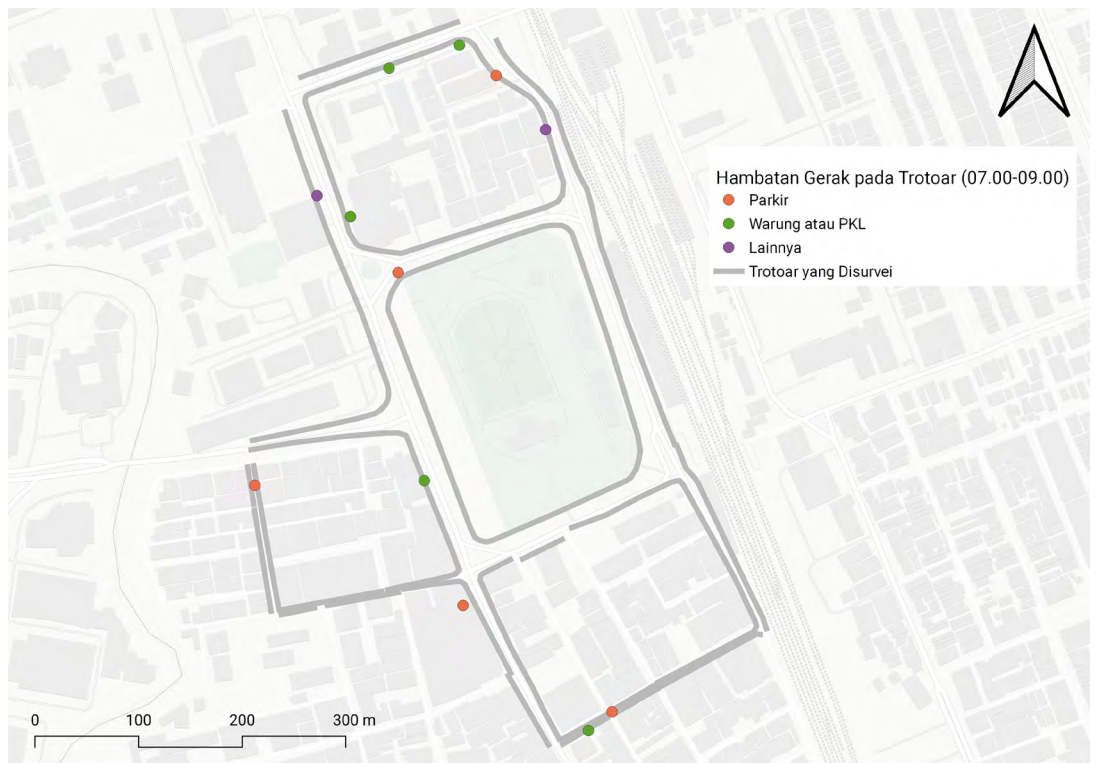 Hambatan Gerak pada Trotoar (07.00-09.00)
Parkir
Warung atau PKL
Lainnya
Trotoar yang Disurvei
0 100 200 300 m